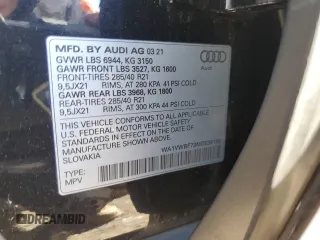 MFD. BY AUDI AG 03 21
GVWR LBS 6944, KG 3150
GAWR FRONT LBS 3527, KG 1600
FRONT-TIRES 285/40 R21
9,5JX21 RIMS, AT 280 KPA 41 PSI COLD.
GAWR REAR LBS 3968, KG 1800
REAR-TIRES 285/40 R21
9,5JX21 RIMS, AT 300 KPA 44 PSI COLD.
THIS VEHICLE CONFORMS TO ALL APPLICABLE
U.S. FEDERAL MOTOR VEHICLE SAFETY
STANDARDS IN EFFECT ON THE DATE OF
MANUFACTURE SHOWN ABOVE.
SLOVAKIA
TYPE:
MPV
Audi
DREAMBID